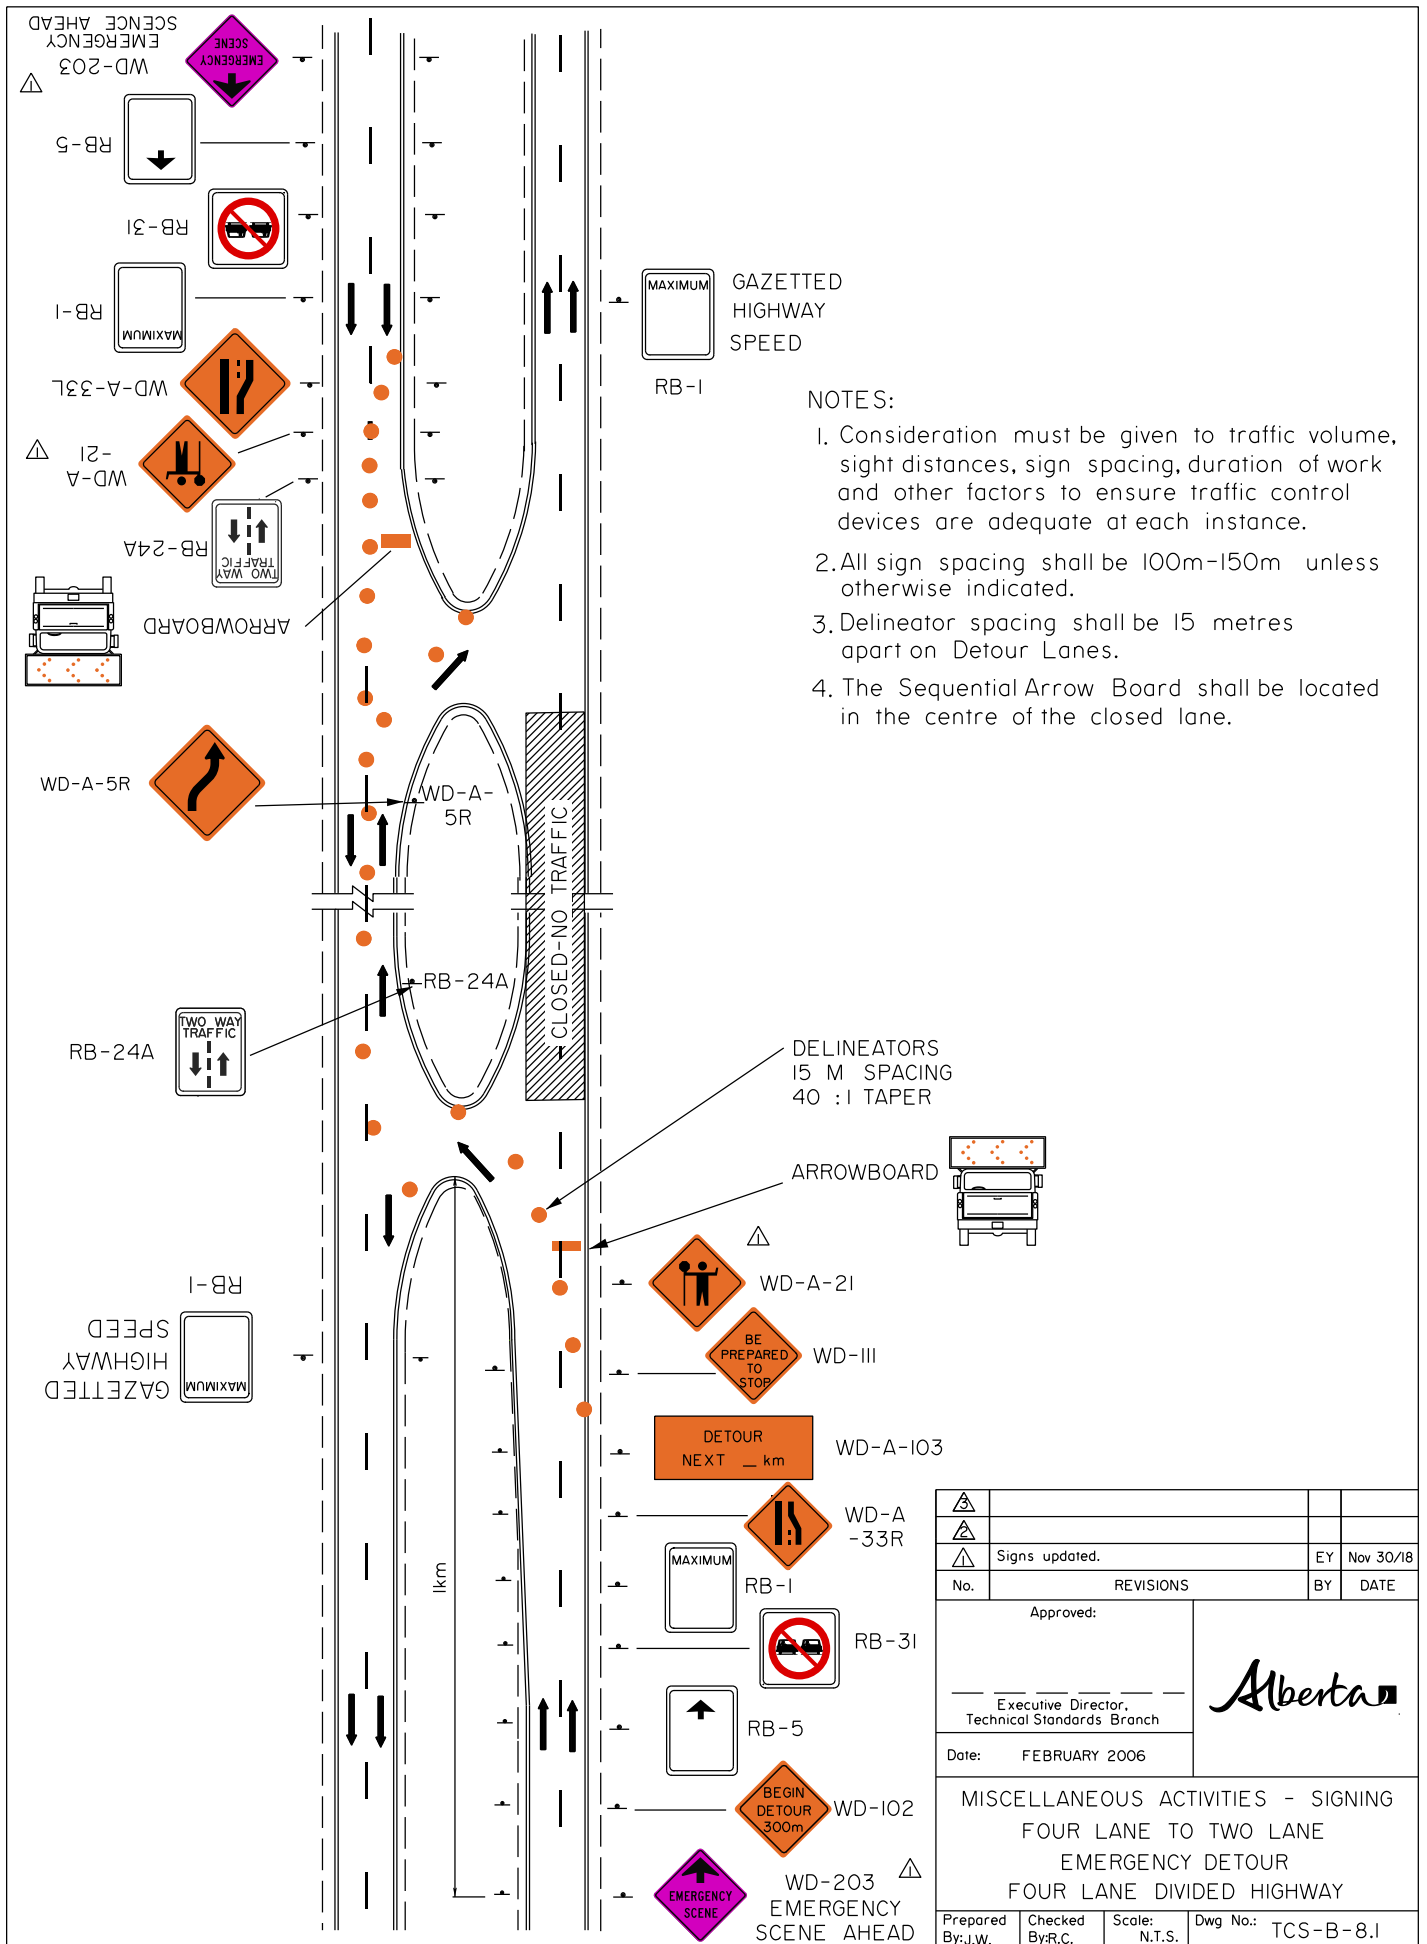 SCENCE AHEAD
EMERGENCY
WD-203
EMERGENCY
SCENE
1
RB-5
RB-31
RB-1
MAXIMUM
WD-A-33L
1
-21
WD-A
RB-24A
TWO WAY
TRAFFIC
ARROWBOARD
MAXIMUM
GAZETTED
HIGHWAY
SPEED
RB-1
NOTES:
1. Consideration must be given to traffic volume,
sight distances, sign spacing, duration of work
and other factors to ensure traffic control
devices are adequate at each instance.
2. All sign spacing shall be 100m-150m unless
otherwise indicated.
3. Delineator spacing shall be 15 metres
apart on Detour Lanes.
4. The Sequential Arrow Board shall be located
in the centre of the closed lane.
WD-A-5R
WD-A-
5R
CLOSED-NO TRAFFIC
RB-24A
RB-24A
TWO WAY
TRAFFIC
DELINEATORS
15 M SPACING
40 :1 TAPER
ARROWBOARD
1
WD-A-21
BE
PREPARED
TO
STOP
WD-111
RB-1
SPEED
HIGHWAY
GAZETTED
MAXIMUM
DETOUR
NEXT _ km
WD-A-103
WD-A
-33R
MAXIMUM
RB-1
1km
RB-31
RB-5
BEGIN
DETOUR
300m
WD-102
EMERGENCY
SCENE
WD-203
1
EMERGENCY
SCENE AHEAD
3
2
1 Signs updated. EY Nov 30/18
No. REVISIONS BY DATE
Approved:
Executive Director,
Technical Standards Branch
Alberta
Date: FEBRUARY 2006
MISCELLANEOUS ACTIVITIES - SIGNING
FOUR LANE TO TWO LANE
EMERGENCY DETOUR
FOUR LANE DIVIDED HIGHWAY
Prepared
By:J.W.
Checked
By:R.C.
Scale:
N.T.S.
Dwg No.: TCS-B-8.1